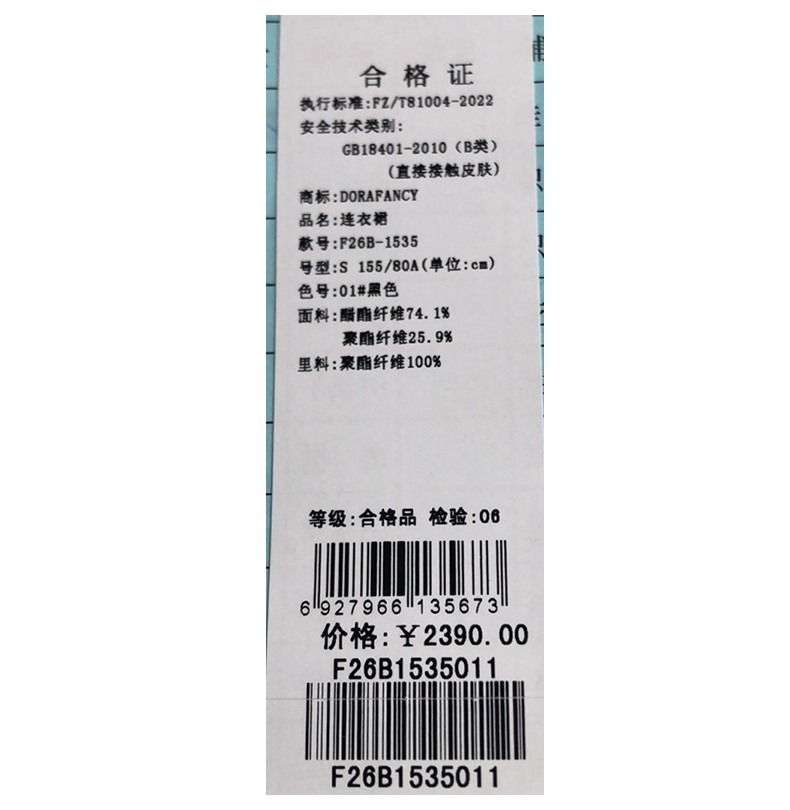 合格证
执行标准:FZ/T81004-2022
安全技术类别:
GB18401-2010（B类）
(直接接触皮肤)
商标:DORAFANCY
品名:连衣裙
款号:F26B-1535
号型:S 155/80A(单位:cm)
色号:01#黑色
面料:醋酯纤维74.1%
聚酯纤维25.9%
里料:聚酯纤维100%
等级:合格品 检验:06
6 927966 135673
价格:￥2390.00
F26B1535011
F26B1535011